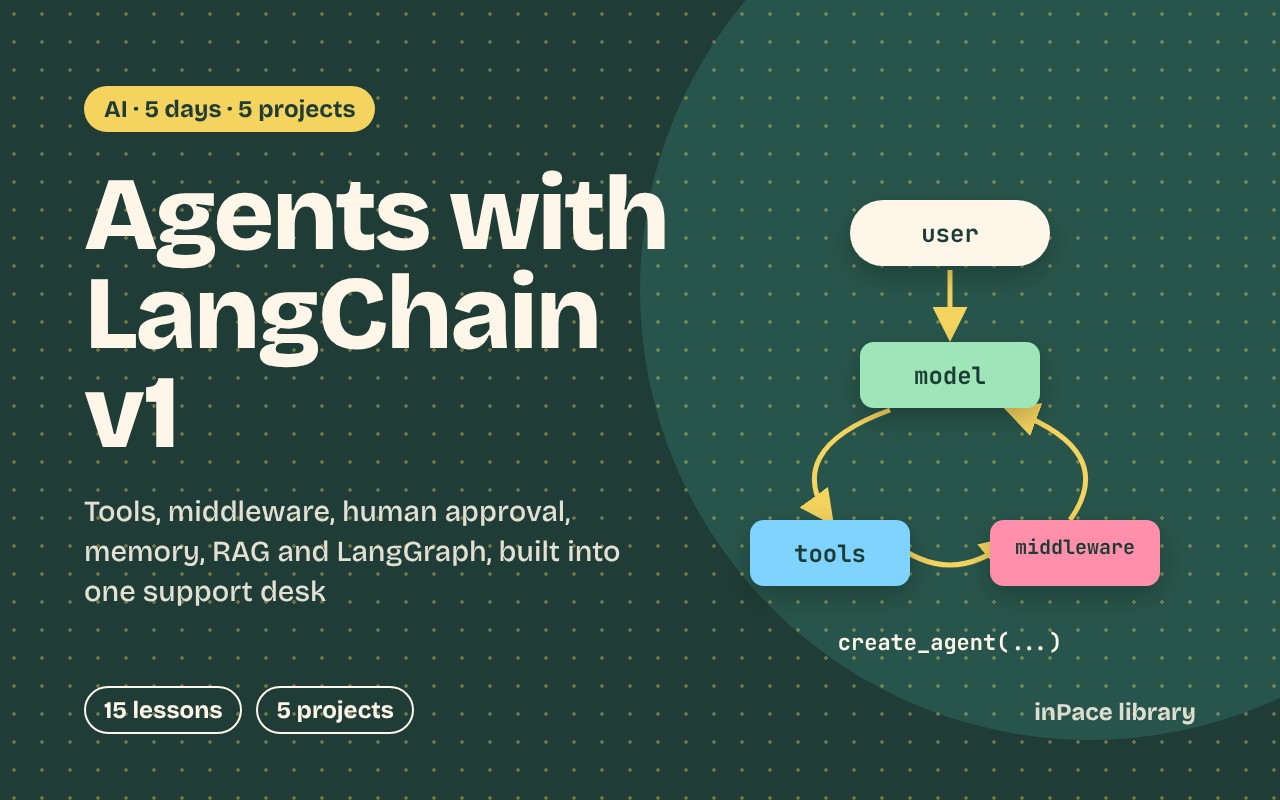 AI · 5 days · 5 projects
Agents with
LangChain
v1
Tools, middleware, human approval,
memory, RAG and LangGraph, built into
one support desk
15 lessons
5 projects
user
model
tools
middleware
create_agent(...)
inPace library